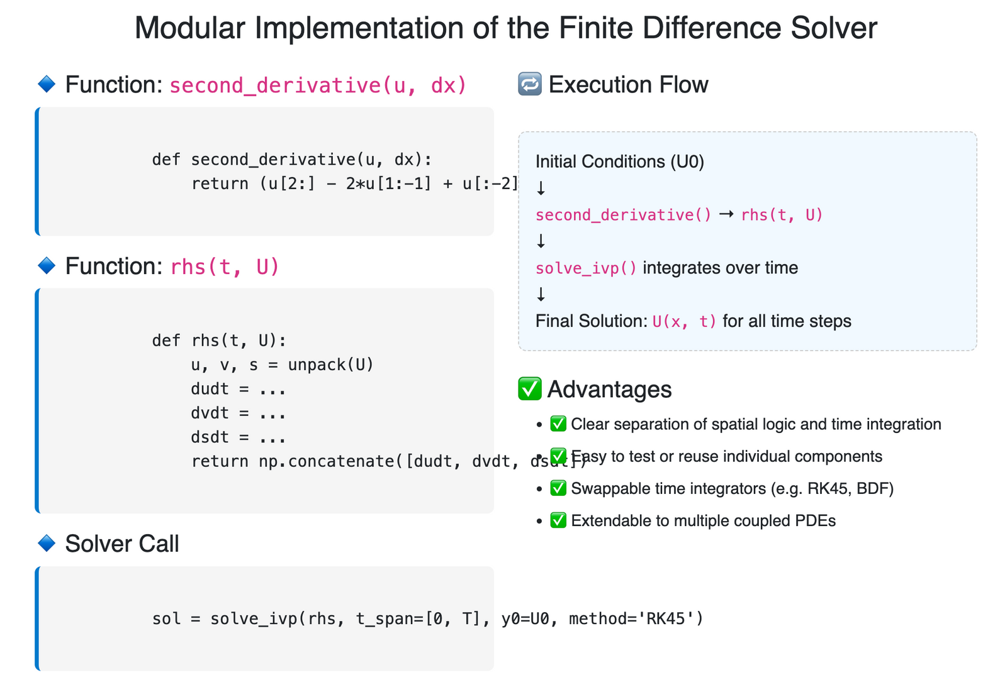 Modular Implementation of the Finite Difference Solver
Function: second_derivative(u, dx)
def second_derivative(u, dx):
    return (u[2:] - 2*u[1:-1] + u[:-2]
Function: rhs(t, U)
def rhs(t, U):
    u, v, s = unpack(U)
    dudt = ...
    dvdt = ...
    dsdt = ...
    return np.concatenate([dudt, dvdt, dsdt])
Solver Call
sol = solve_ivp(rhs, t_span=[0, T], y0=U0, method='RK45')
Execution Flow
Initial Conditions (U0)
↓
second_derivative() → rhs(t, U)
↓
solve_ivp() integrates over time
↓
Final Solution: U(x, t) for all time steps
Advantages
• ✅ Clear separation of spatial logic and time integration
• ✅ Easy to test or reuse individual components
• ✅ Swappable time integrators (e.g. RK45, BDF)
• ✅ Extendable to multiple coupled PDEs